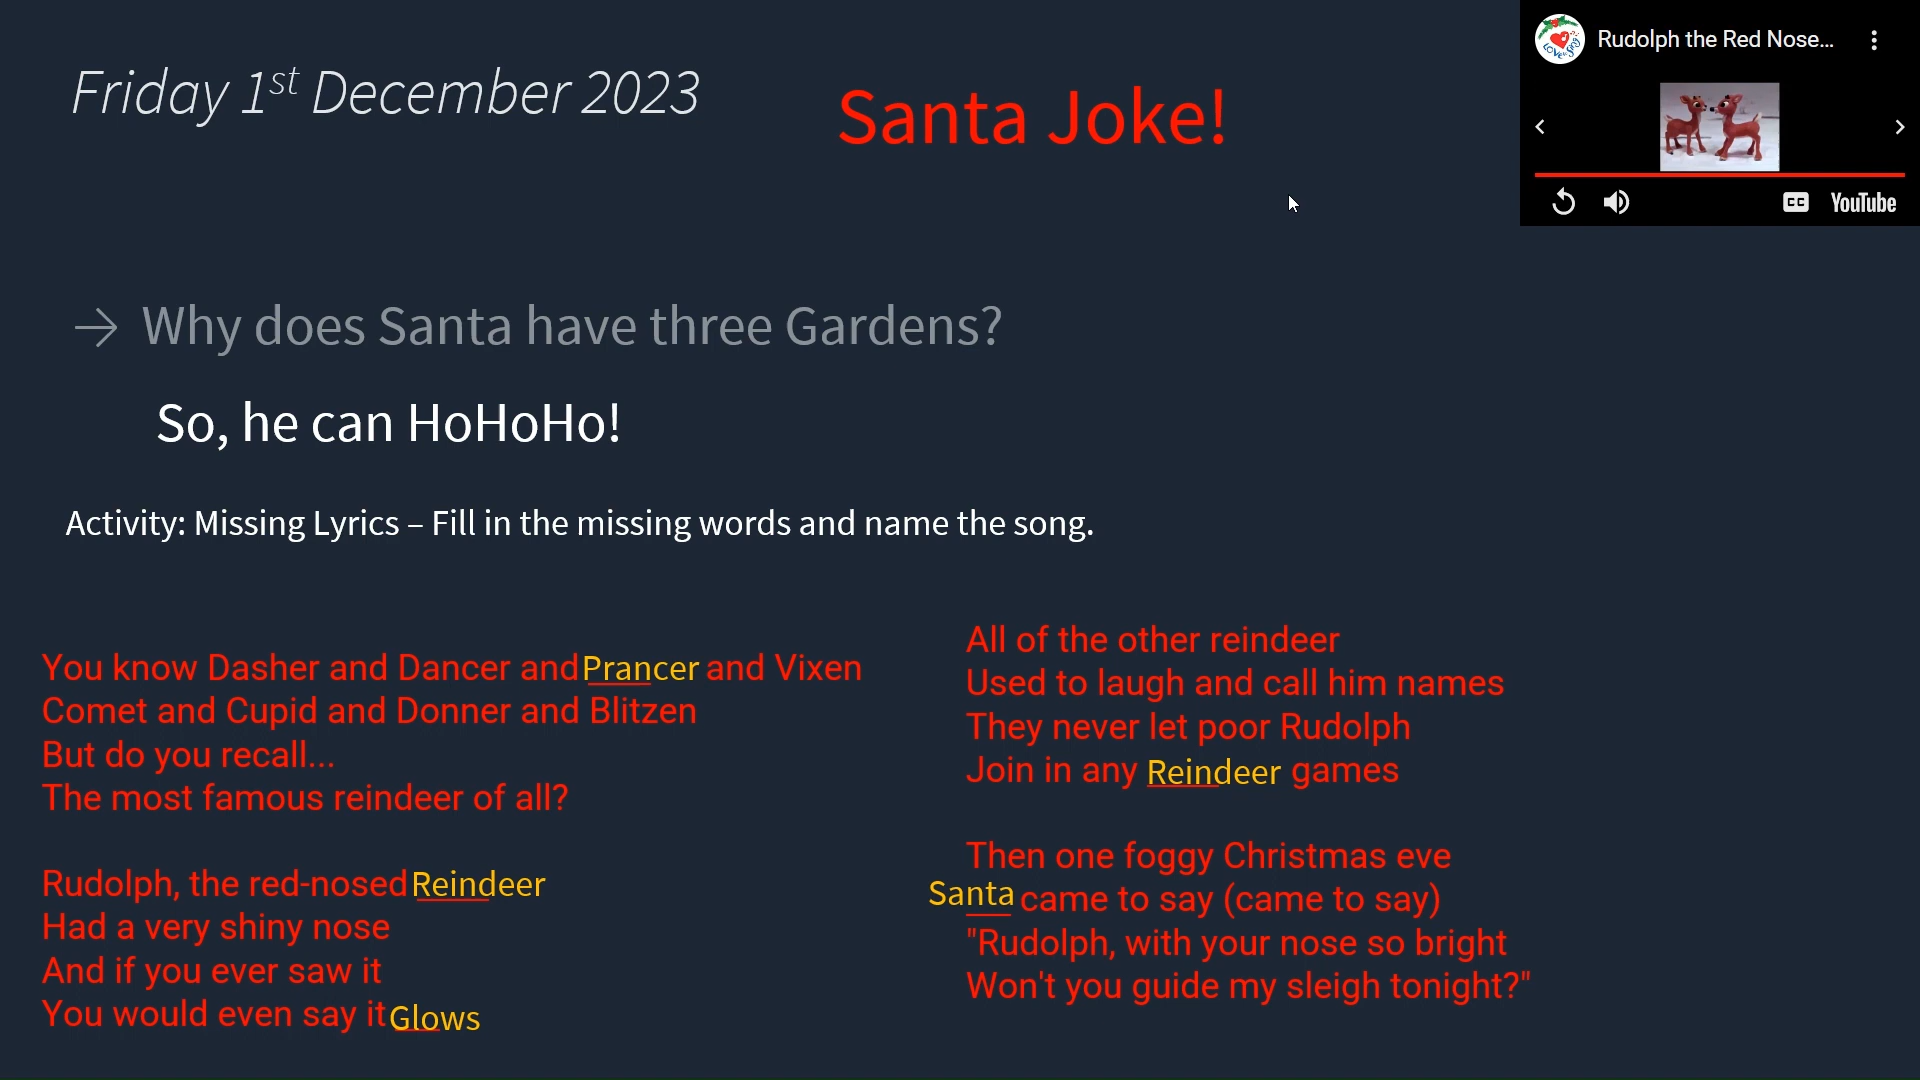 Friday 1st December 2023
Santa Joke!
Rudolph the Red Nose...
CC YouTube
→ Why does Santa have three Gardens?
So, he can HoHoHo!
Activity: Missing Lyrics – Fill in the missing words and name the song.
You know Dasher and Dancer and Prancer and Vixen
Comet and Cupid and Donner and Blitzen
But do you recall...
The most famous reindeer of all?
Rudolph, the red-nosed Reindeer
Had a very shiny nose
And if you ever saw it
You would even say it Glows
All of the other reindeer
Used to laugh and call him names
They never let poor Rudolph
Join in any Reindeer games
Then one foggy Christmas eve
Santa came to say (came to say)
"Rudolph, with your nose so bright
Won't you guide my sleigh tonight?"